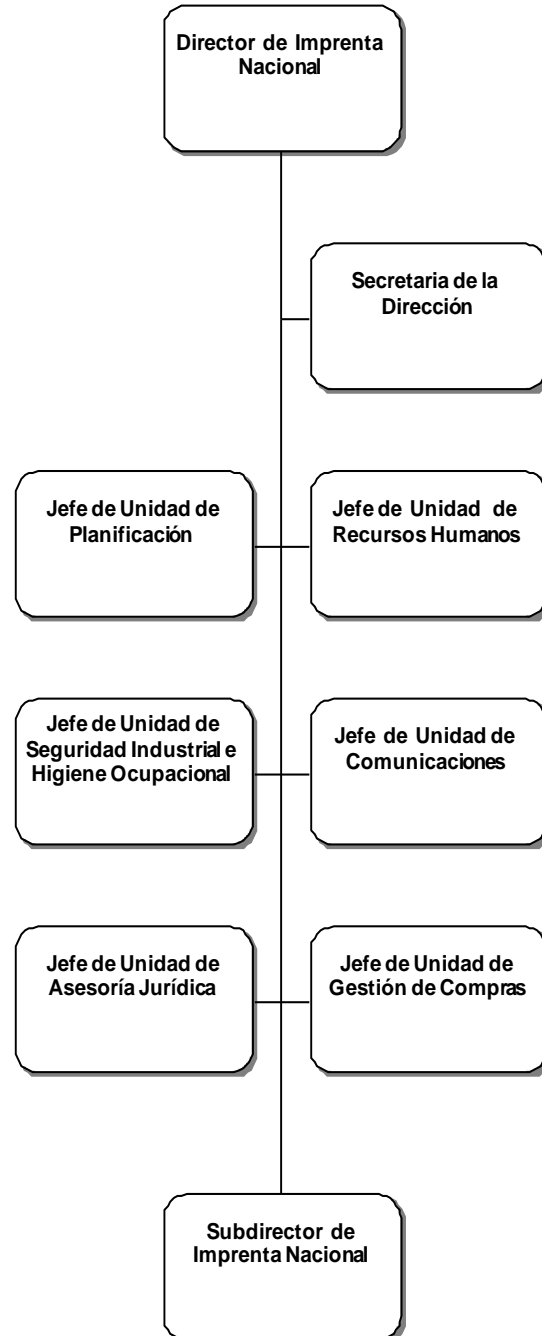 Director de Imprenta
Nacional
Secretaria de la
Dirección
Jefe de Unidad de
Planificación
Jefe de Unidad de
Recursos Humanos
Jefe de Unidad de
Seguridad Industrial e
Higiene Ocupacional
Jefe de Unidad de
Comunicaciones
Jefe de Unidad de
Asesoría Jurídica
Jefe de Unidad de
Gestión de Compras
Subdirector de
Imprenta Nacional